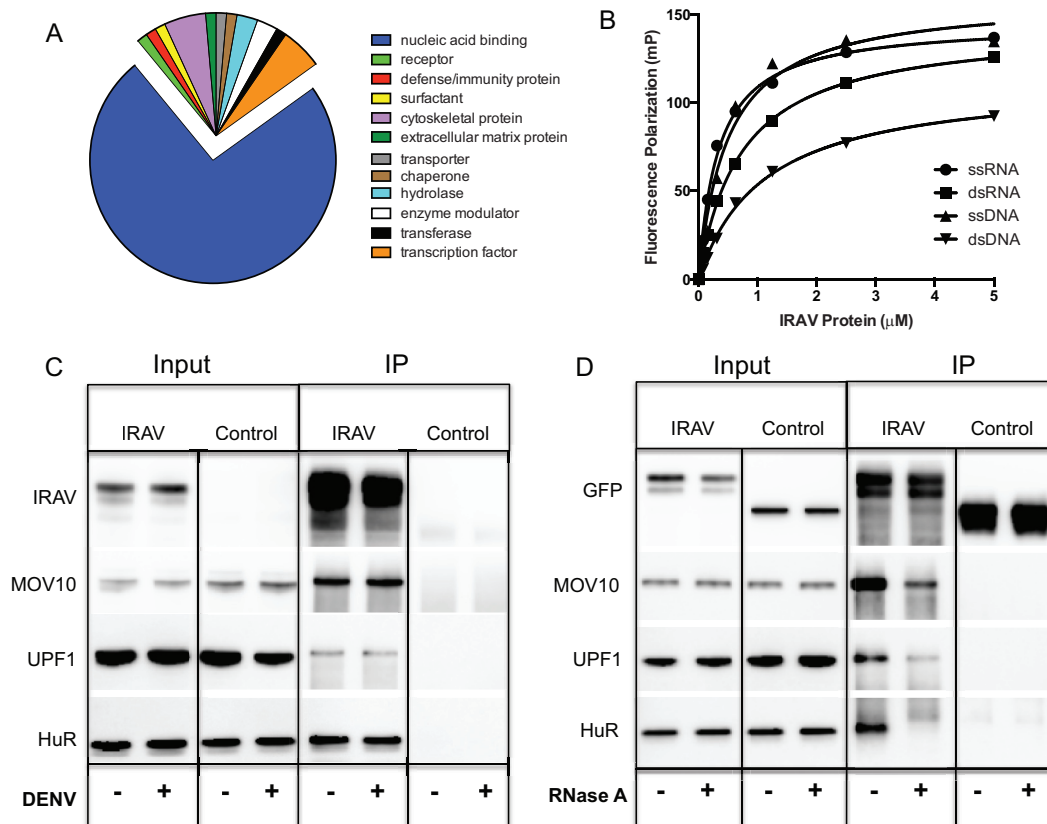 A
nucleic acid binding
receptor
defense/immunity protein
surfactant
cytoskeletal protein
extracellular matrix protein
transporter
chaperone
hydrolase
enzyme modulator
transferase
transcription factor
B
Fluorescence Polarization (mP)
150
100
50
0
0 1 2 3 4 5
IRAV Protein (μM)
ssRNA
dsRNA
ssDNA
dsDNA
C
Input IP
IRAV Control IRAV Control
IRAV
MOV10
UPF1
HuR
DENV - + - + - + - +
D
Input IP
IRAV Control IRAV Control
GFP
MOV10
UPF1
HuR
RNase A - + - + - + - +